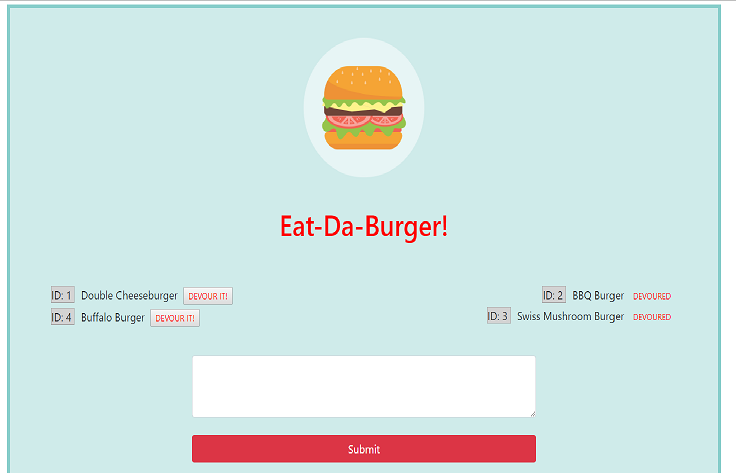 Eat-Da-Burger!
ID: 1 Double Cheeseburger DEVOUR IT!
ID: 4 Buffalo Burger DEVOUR IT!
ID: 2 BBQ Burger DEVOURED
ID: 3 Swiss Mushroom Burger DEVOURED
Submit